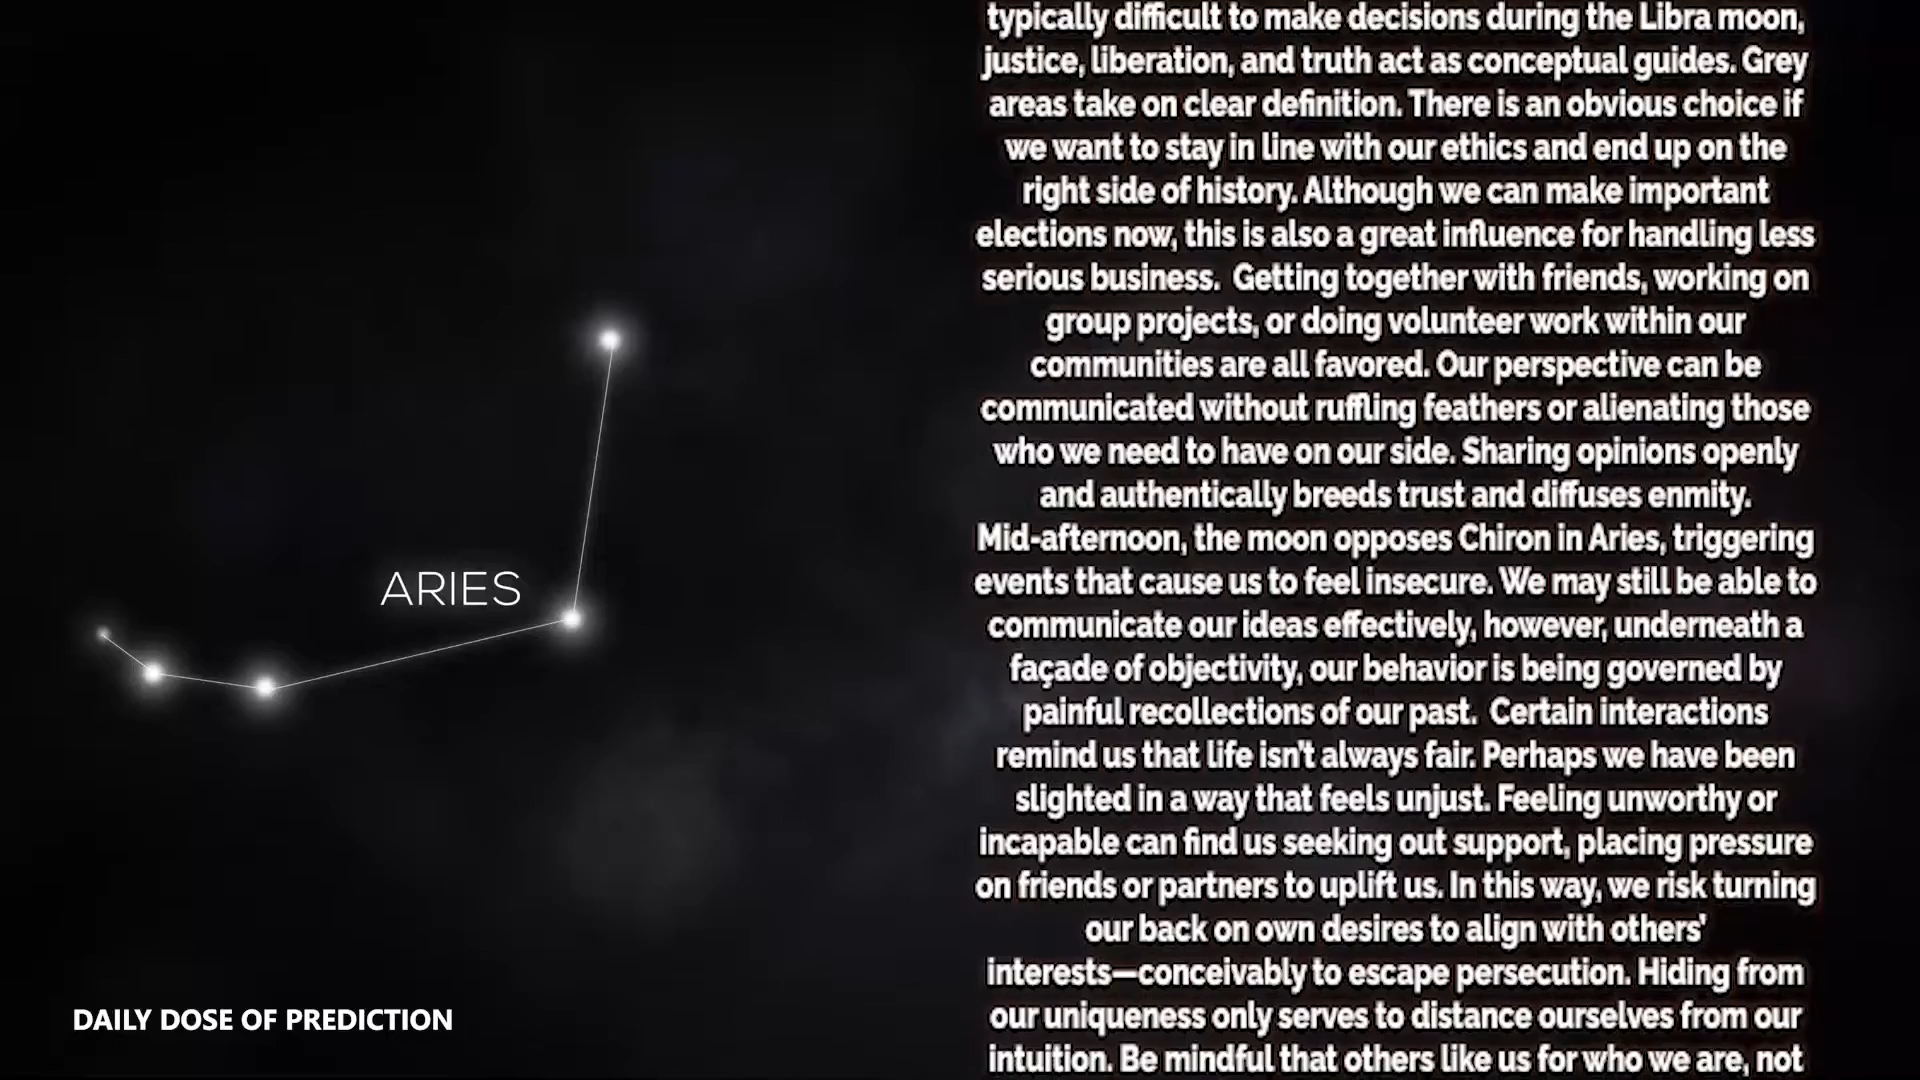 typically difficult to make decisions during the Libra moon,
justice, liberation, and truth act as conceptual guides. Grey
areas take on clear definition. There is an obvious choice if
we want to stay in line with our ethics and end up on the
right side of history. Although we can make important
elections now, this is also a great influence for handling less
serious business.  Getting together with friends, working on
group projects, or doing volunteer work within our
communities are all favored. Our perspective can be
communicated without ruffling feathers or alienating those
who we need to have on our side. Sharing opinions openly
and authentically breeds trust and diffuses enmity.
Mid-afternoon, the moon opposes Chiron in Aries, triggering
events that cause us to feel insecure. We may still be able to
communicate our ideas effectively, however, underneath a
façade of objectivity, our behavior is being governed by
painful recollections of our past.  Certain interactions
remind us that life isn't always fair. Perhaps we have been
slighted in a way that feels unjust. Feeling unworthy or
incapable can find us seeking out support, placing pressure
on friends or partners to uplift us. In this way, we risk turning
our back on own desires to align with others'
interests—conceivably to escape persecution. Hiding from
our uniqueness only serves to distance ourselves from our
intuition. Be mindful that others like us for who we are, not
ARIES
DAILY DOSE OF PREDICTION